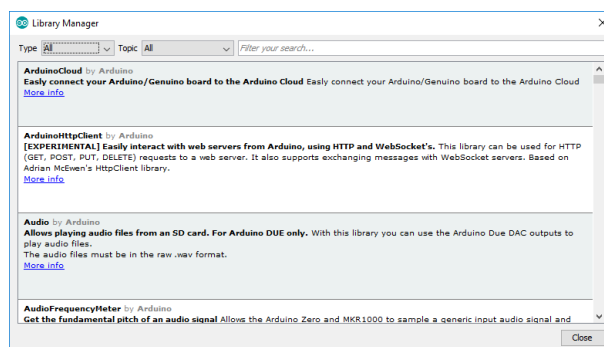 Library Manager
Type All Topic All Filter your search...
ArduinoCloud by Arduino
Easly connect your Arduino/Genuino board to the Arduino Cloud Easly connect your Arduino/Genuino board to the Arduino Cloud
More info
ArduinoHttpClient by Arduino
[EXPERIMENTAL] Easily interact with web servers from Arduino, using HTTP and WebSocket's. This library can be used for HTTP
(GET, POST, PUT, DELETE) requests to a web server. It also supports exchanging messages with WebSocket servers. Based on
Adrian McEwen's HttpClient library.
More info
Audio by Arduino
Allows playing audio files from an SD card. For Arduino DUE only. With this library you can use the Arduino Due DAC outputs to
play audio files.
The audio files must be in the raw .wav format.
More info
AudioFrequencyMeter by Arduino
Get the fundamental pitch of an audio signal Allows the Arduino Zero and MKR1000 to sample a generic input audio signal and
Close